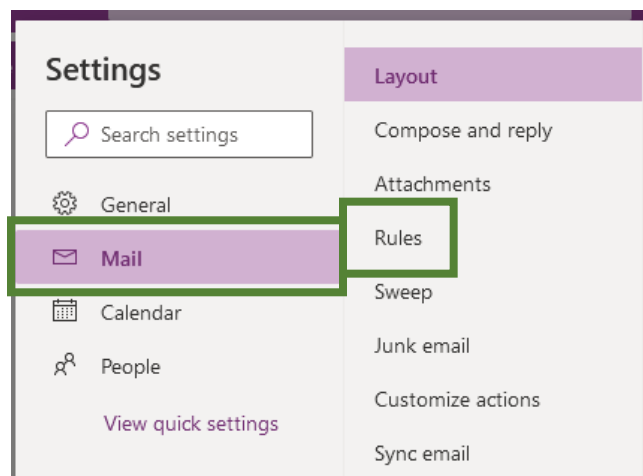 Settings
Search settings
General
Mail
Calendar
People
View quick settings
Layout
Compose and reply
Attachments
Rules
Sweep
Junk email
Customize actions
Sync email